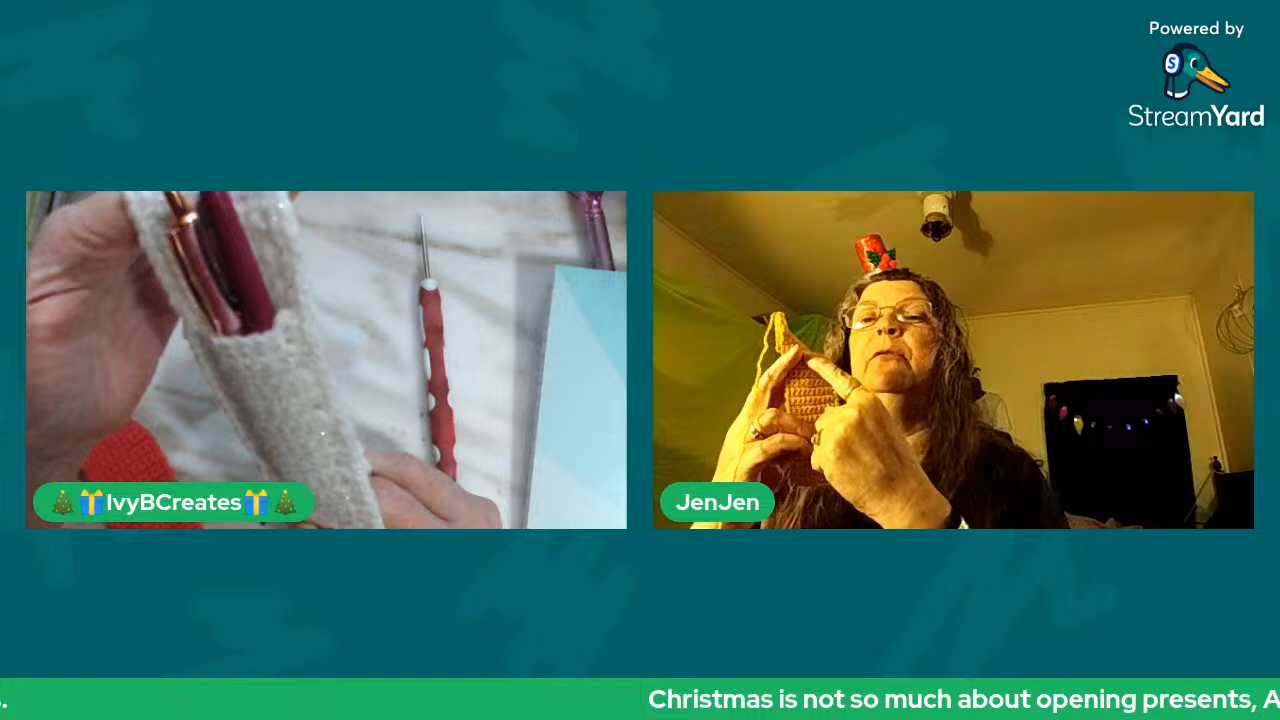 Powered by
S
StreamYard
🎄🎁IvyBCreates🎁🎄
JenJen
s.
Christmas is not so much about opening presents, A